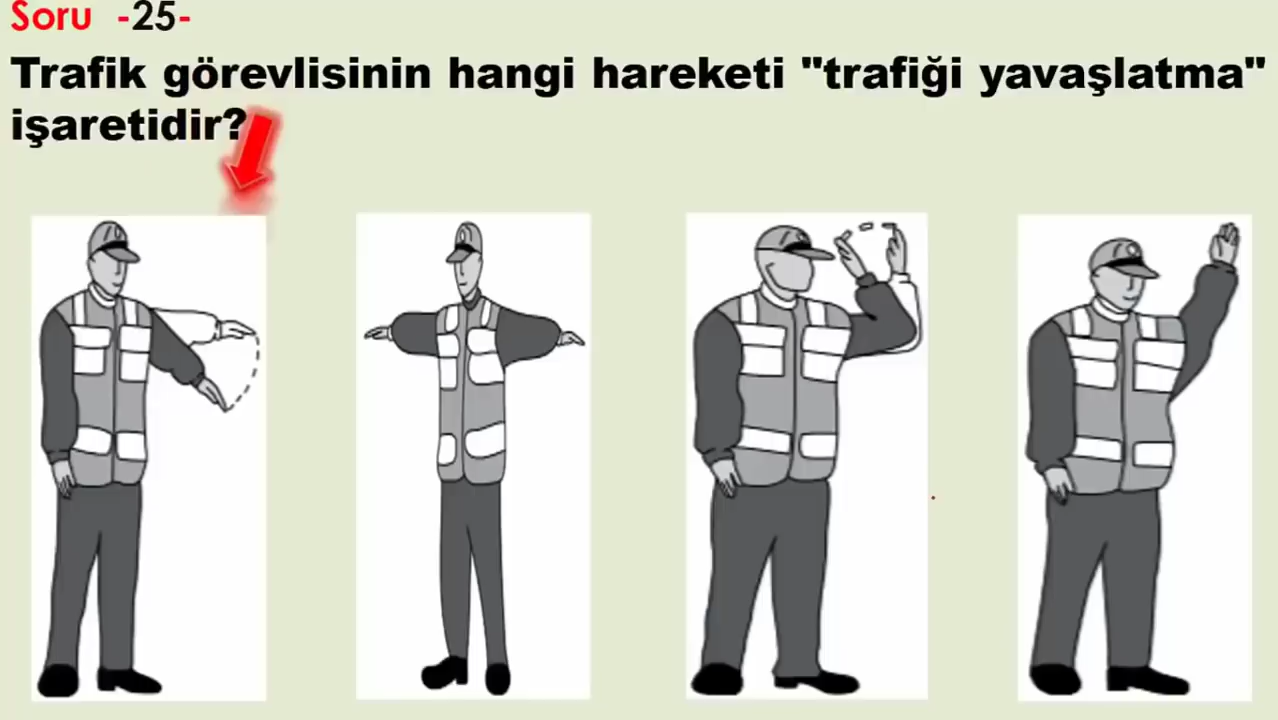 Soru -25-
Trafik görevlisinin hangi hareketi "trafiği yavaşlatma"
işaretidir?